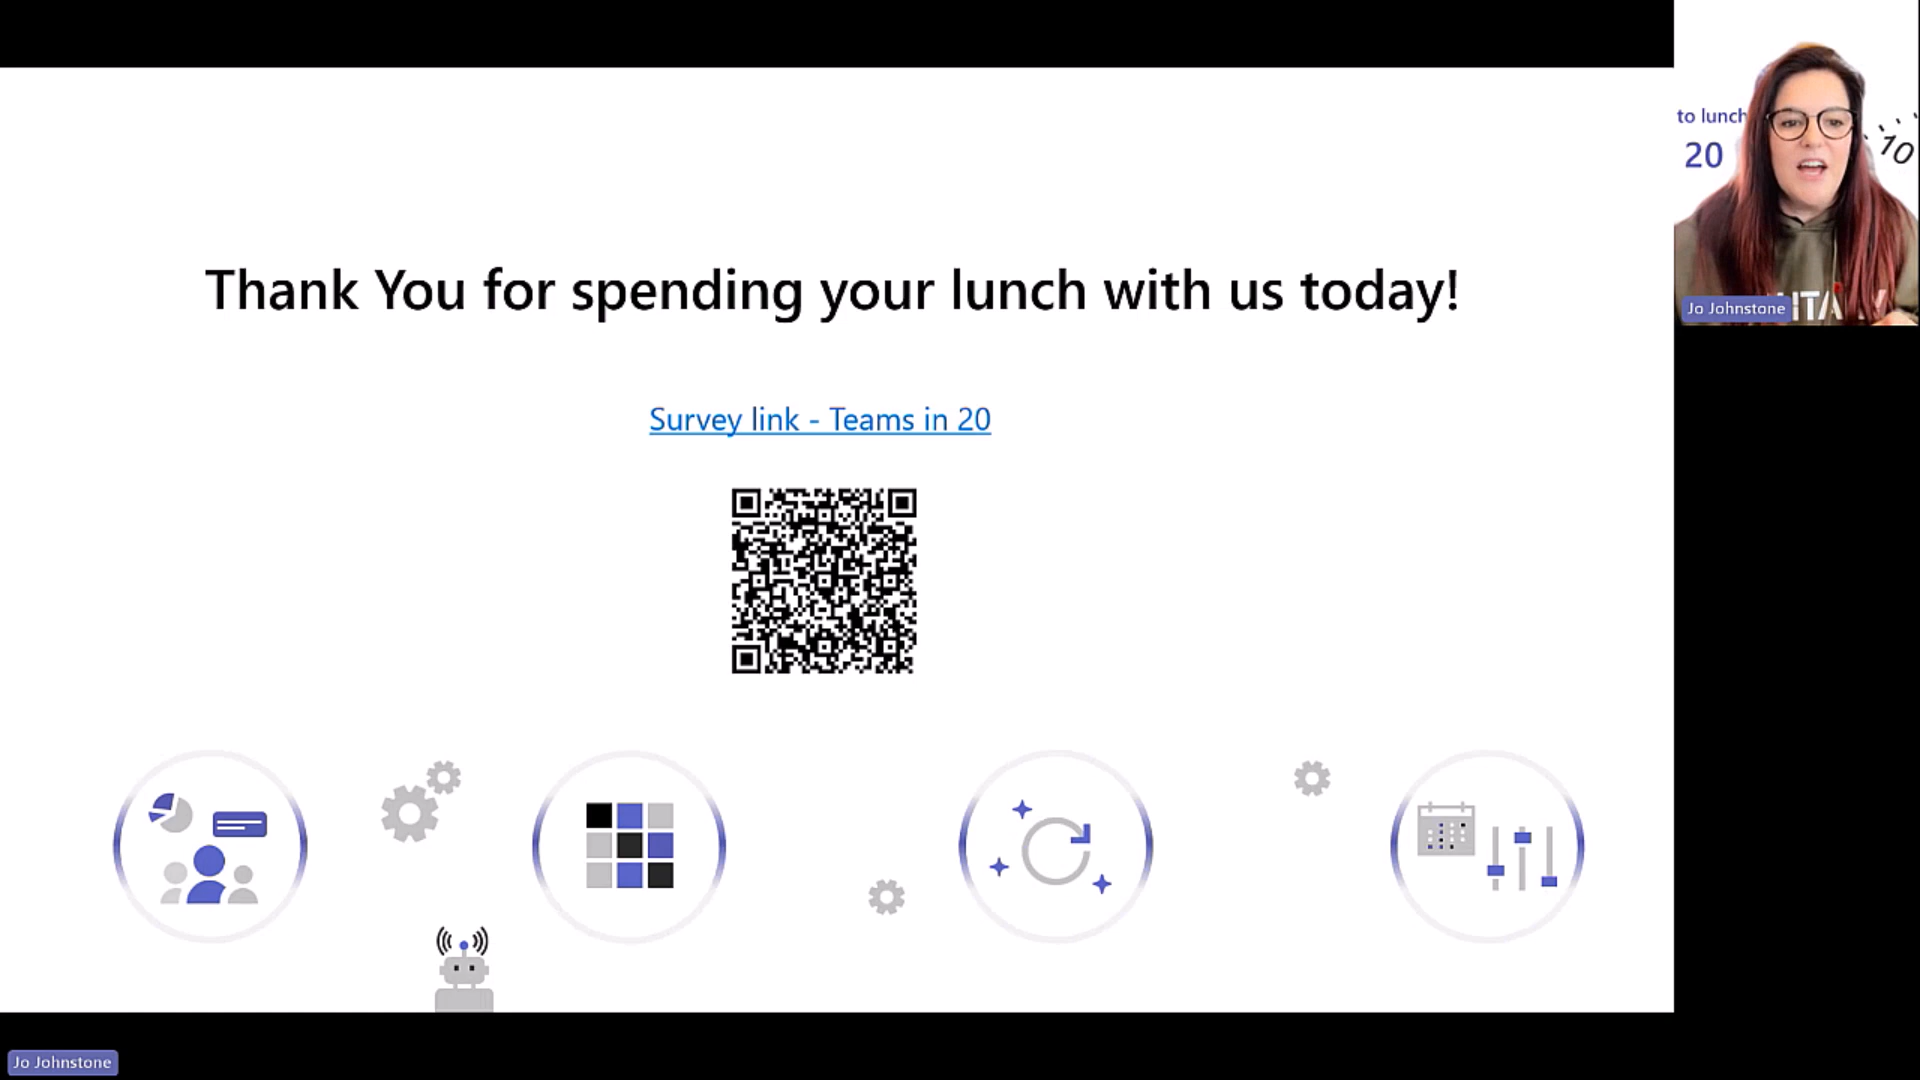 Thank You for spending your lunch with us today!
Survey link - Teams in 20
to lunch
20
10
Jo Johnstone
Jo Johnstone